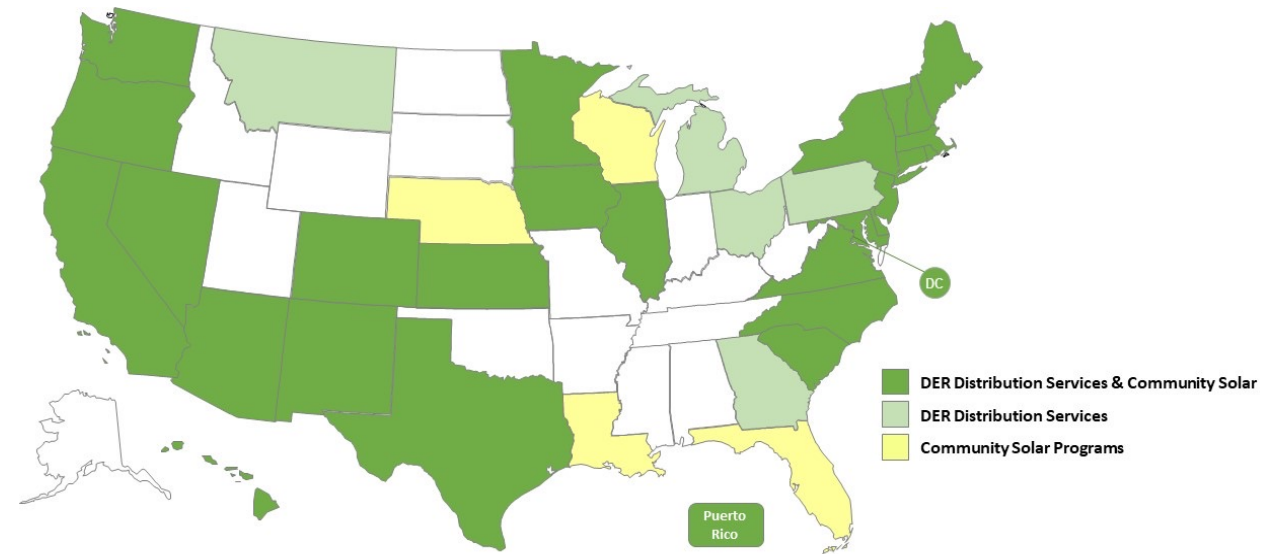 DC
DER Distribution Services & Community Solar
DER Distribution Services
Community Solar Programs
Puerto
Rico